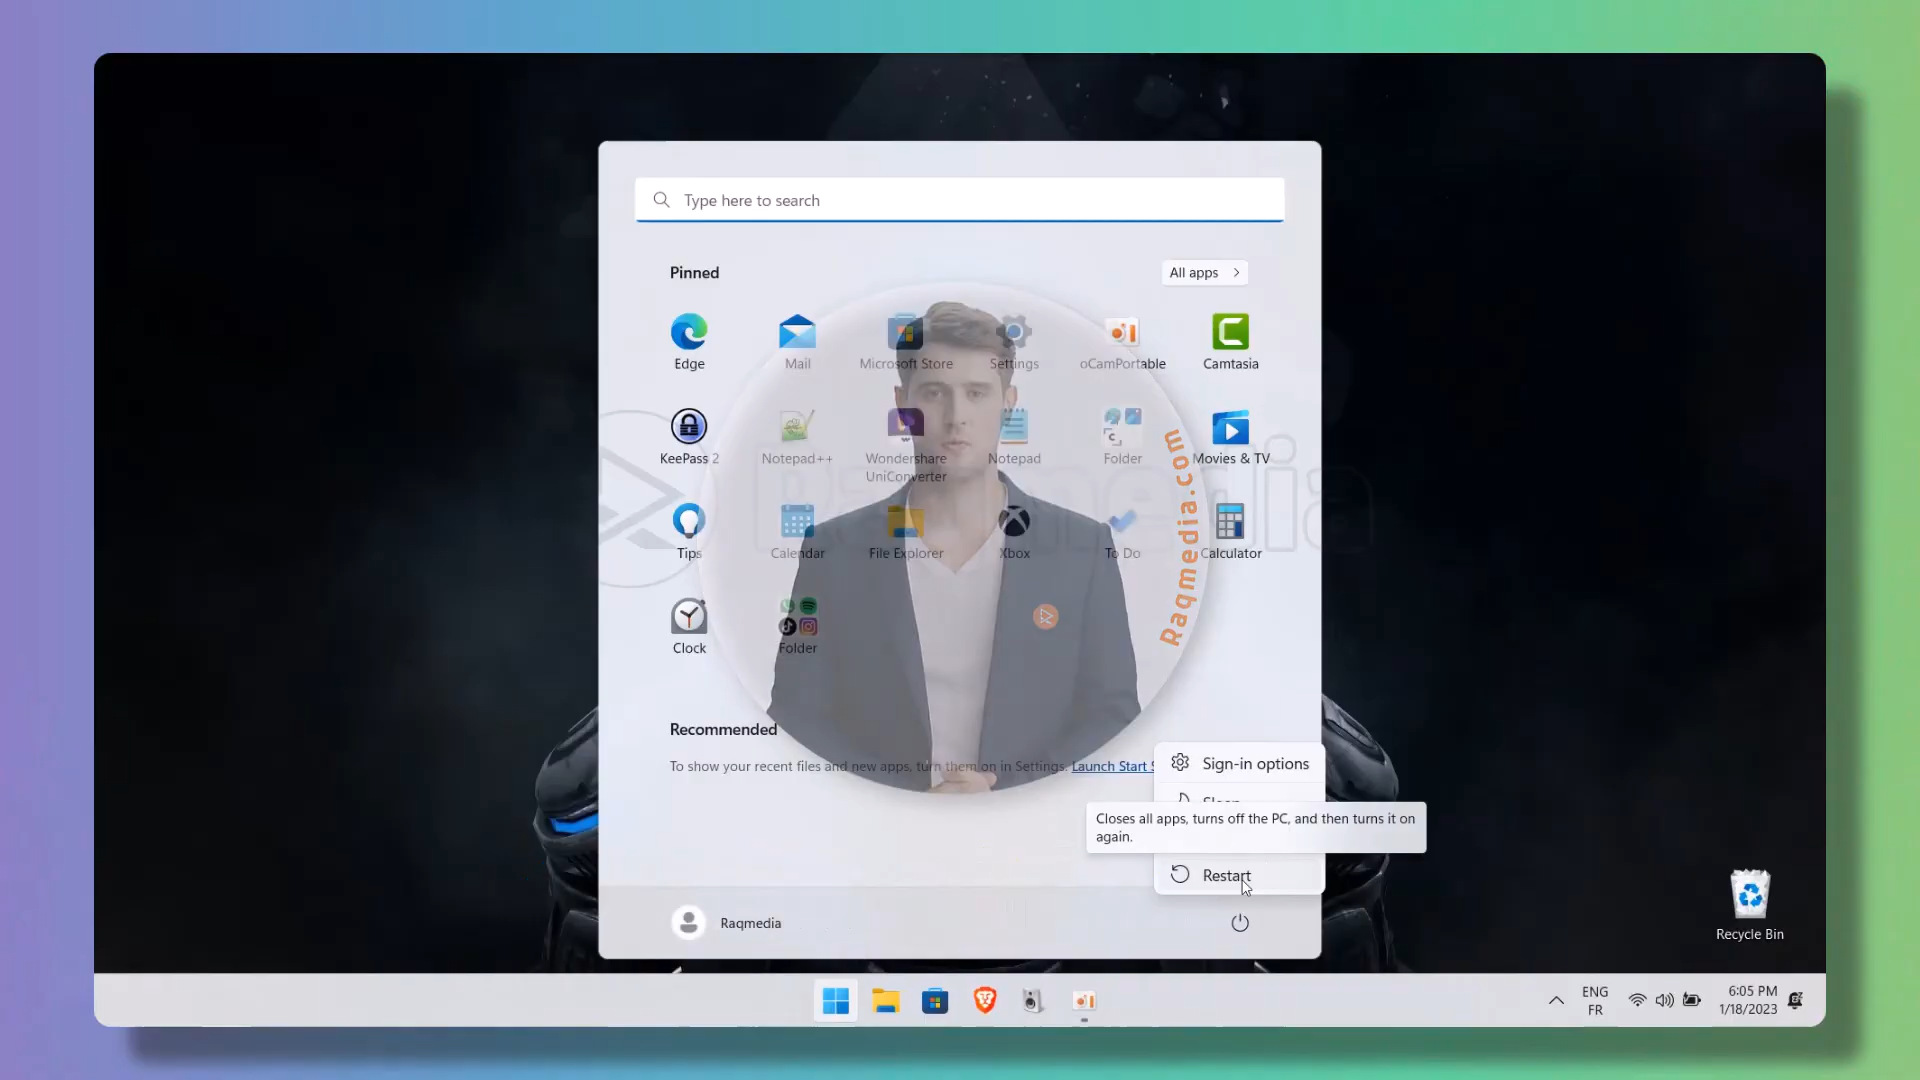 Type here to search
Pinned
All apps
Edge
Mail
Microsoft Store
Settings
oCamPortable
Camtasia
KeePass 2
Notepad++
Wondershare
UniConverter
Notepad
Folder
Movies & TV
Raqmedia
Raqmedia.com
Tips
Calendar
File Explorer
Xbox
To Do
Calculator
Clock
Folder
Recommended
To show your recent files and new apps, turn them on in Settings. Launch Start S
Sign-in options
Sleep
Closes all apps, turns off the PC, and then turns it on
again.
Restart
Raqmedia
Recycle Bin
ENG
FR
6:05 PM
1/18/2023